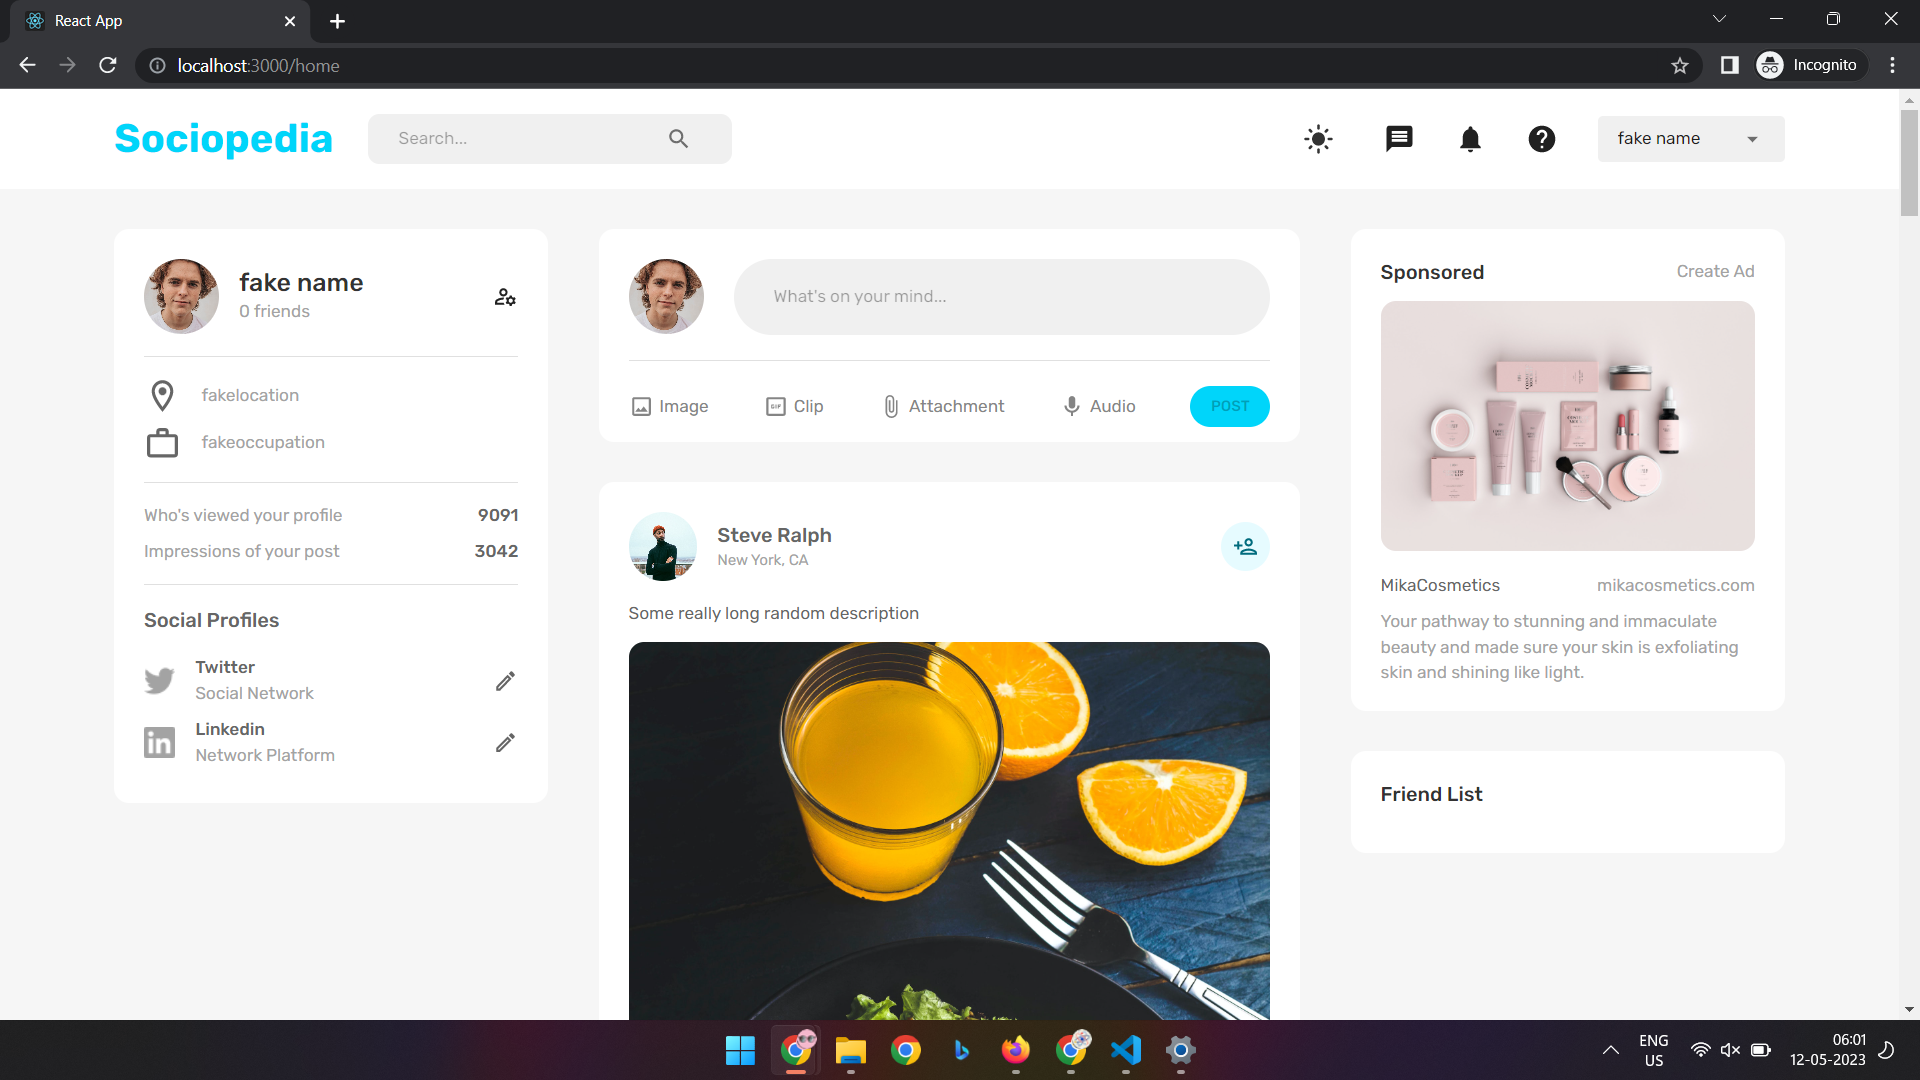 React App
localhost:3000/home
Incognito
Sociopedia
Search...
fake name
fake name
0 friends
fakelocation
fakeoccupation
Who's viewed your profile 9091
Impressions of your post 3042
Social Profiles
Twitter
Social Network
in
Linkedin
Network Platform
What's on your mind...
Image
GIF
Clip
Attachment
Audio
POST
Steve Ralph
New York, CA
Some really long random description
Sponsored
Create Ad
MikaCosmetics
mikacosmetics.com
Your pathway to stunning and immaculate
beauty and made sure your skin is exfoliating
skin and shining like light.
Friend List
ENG
US
06:01
12-05-2023